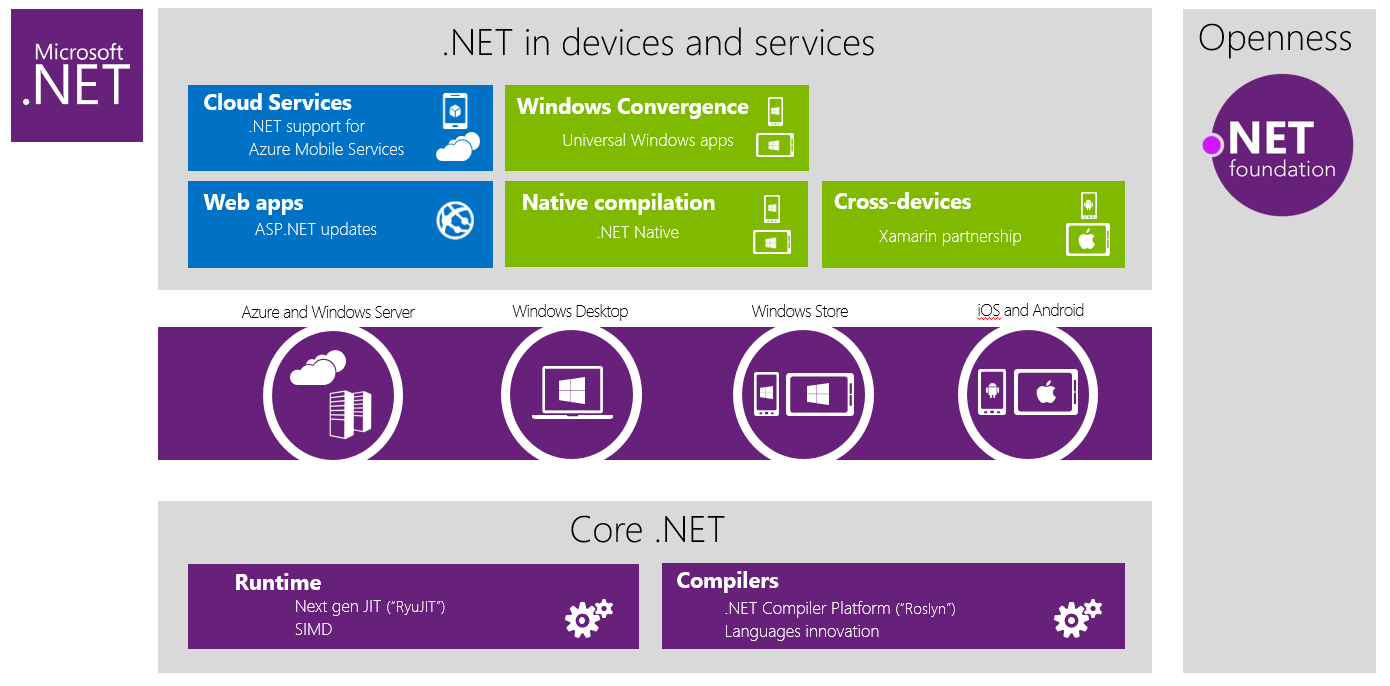 Microsoft
.NET
.NET in devices and services
Cloud Services
.NET support for
Azure Mobile Services
Windows Convergence
Universal Windows apps
Web apps
ASP.NET updates
Native compilation
.NET Native
Cross-devices
Xamarin partnership
Azure and Windows Server
Windows Desktop
Windows Store
iOS and Android
Core .NET
Runtime
Next gen JIT (“RyuJIT”)
SIMD
Compilers
.NET Compiler Platform (“Roslyn”)
Languages innovation
Openness
.NET
foundation